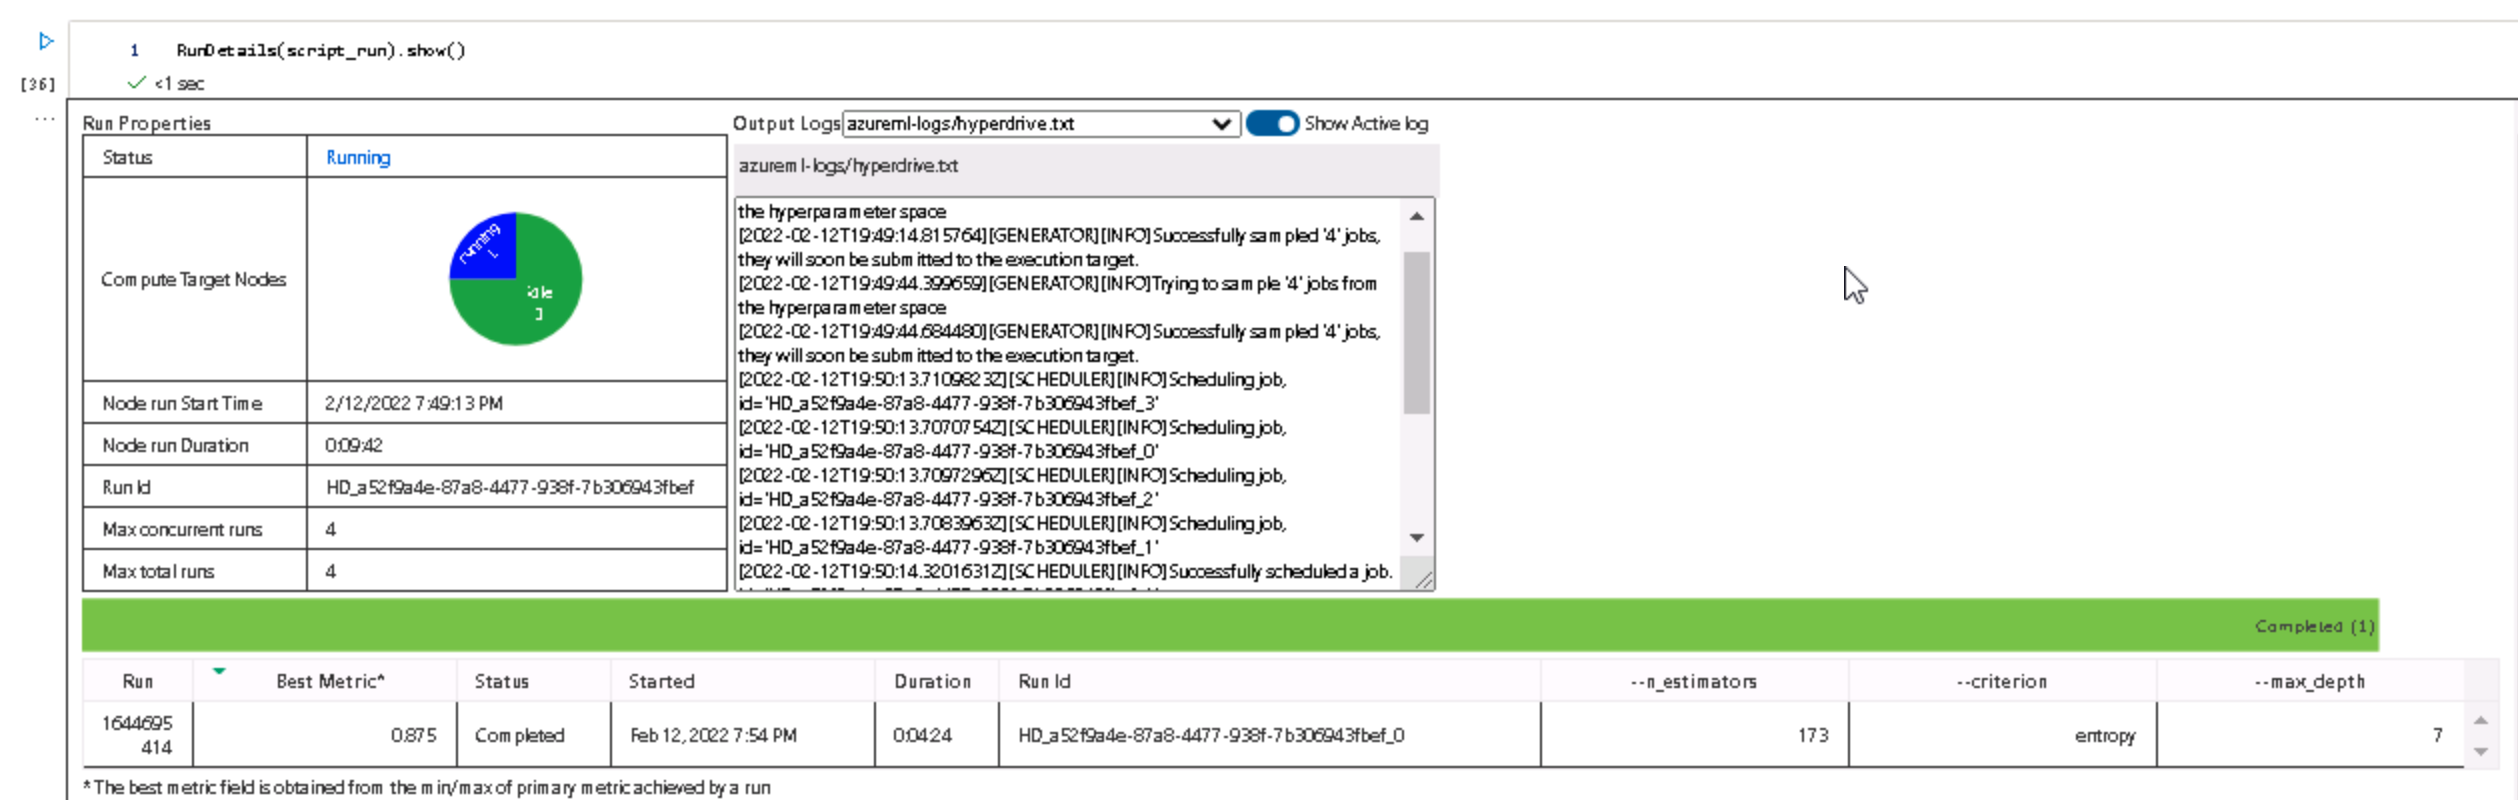 1 RunDetails(script_run).show()
[36] <1 sec
...
Run Properties
Status Running
Compute Target Nodes
running
1
idle
3
Node run Start Time 2/12/2022 7:49:13 PM
Node run Duration 0:09:42
Run Id HD_a52f9a4e-87a8-4477-938f-7b306943fbef
Max concurrent runs 4
Max total runs 4
Output Logs azureml-logs/hyperdrive.txt Show Active log
azureml-logs/hyperdrive.txt
the hyperparameter space
[2022-02-12T19:49:14.815764][GENERATOR][INFO]Successfully sampled '4' jobs,
they will soon be submitted to the execution target.
[2022-02-12T19:49:44.399659][GENERATOR][INFO]Trying to sample '4' jobs from
the hyperparameter space
[2022-02-12T19:49:44.684480][GENERATOR][INFO]Successfully sampled '4' jobs,
they will soon be submitted to the execution target.
[2022-02-12T19:50:13.7109823Z][SCHEDULER][INFO]Scheduling job,
id='HD_a52f9a4e-87a8-4477-938f-7b306943fbef_3'
[2022-02-12T19:50:13.7070754Z][SCHEDULER][INFO]Scheduling job,
id='HD_a52f9a4e-87a8-4477-938f-7b306943fbef_0'
[2022-02-12T19:50:13.7097296Z][SCHEDULER][INFO]Scheduling job,
id='HD_a52f9a4e-87a8-4477-938f-7b306943fbef_2'
[2022-02-12T19:50:13.7083963Z][SCHEDULER][INFO]Scheduling job,
id='HD_a52f9a4e-87a8-4477-938f-7b306943fbef_1'
[2022-02-12T19:50:14.3201631Z][SCHEDULER][INFO]Successfully scheduled a job.
Completed (1)
Run Best Metric* Status Started Duration Run Id --n_estimators --criterion --max_depth
1644695
414 0.875 Completed Feb 12, 2022 7:54 PM 0:04:24 HD_a52f9a4e-87a8-4477-938f-7b306943fbef_0 173 entropy 7
* The best metric field is obtained from the min/max of primary metric achieved by a run